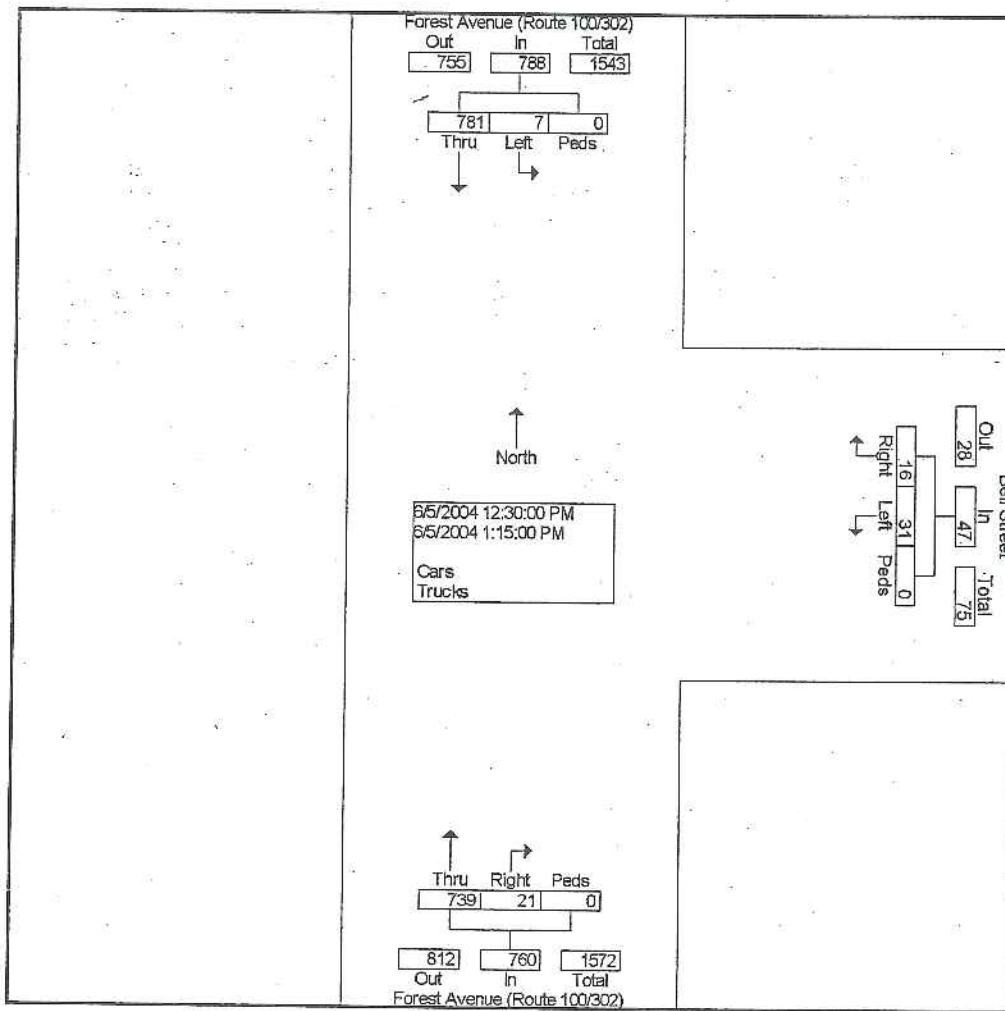 Forest Avenue (Route 100/302)
Out In Total
755 788 1543
781 7 0
Thru Left Peds
North
6/5/2004 12:30:00 PM
6/5/2004 1:15:00 PM
Cars
Trucks
Street
Out In Total
28 47 75
16 31 0
Right Left Peds
Thru Right Peds
739 21 0
812 760 1572
Out In Total
Forest Avenue (Route 100/302)